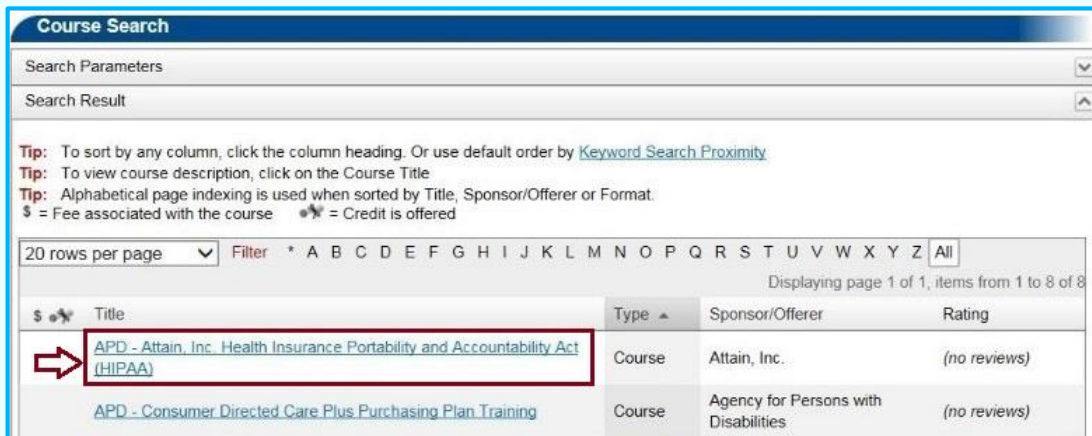 Course Search
Search Parameters
Search Result
Tip: To sort by any column, click the column heading. Or use default order by Keyword Search Proximity
Tip: To view course description, click on the Course Title
Tip: Alphabetical page indexing is used when sorted by Title, Sponsor/Offerer or Format.
$ = Fee associated with the course = Credit is offered
20 rows per page Filter * A B C D E F G H I J K L M N O P Q R S T U V W X Y Z All
Displaying page 1 of 1, items from 1 to 8 of 8
$ Title Type Sponsor/Offerer Rating
APD - Attain, Inc. Health Insurance Portability and Accountability Act
(HIPAA) Course Attain, Inc. (no reviews)
APD - Consumer Directed Care Plus Purchasing Plan Training Course Agency for Persons with
Disabilities (no reviews)